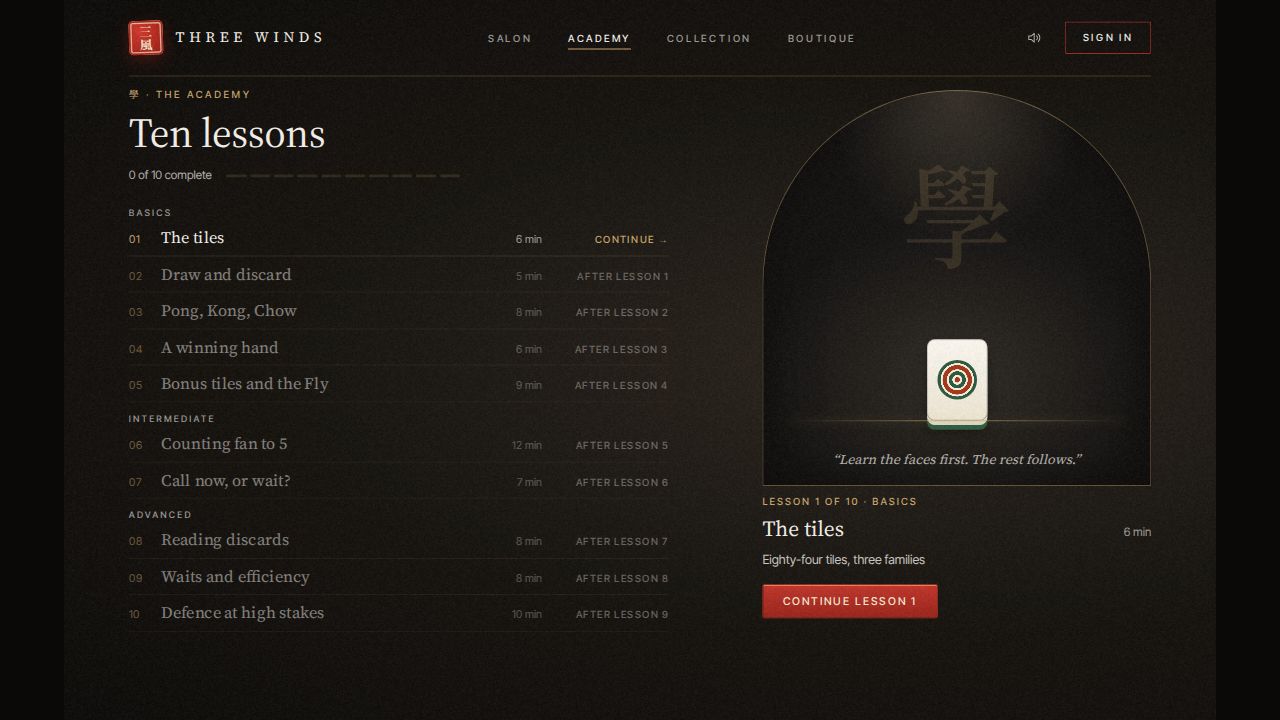 三風
THREE WINDS
SALON
ACADEMY
COLLECTION
BOUTIQUE
SIGN IN
學 · THE ACADEMY
Ten lessons
0 of 10 complete
BASICS
01 The tiles 6 min CONTINUE →
02 Draw and discard 5 min AFTER LESSON 1
03 Pong, Kong, Chow 8 min AFTER LESSON 2
04 A winning hand 6 min AFTER LESSON 3
05 Bonus tiles and the Fly 9 min AFTER LESSON 4
INTERMEDIATE
06 Counting fan to 5 12 min AFTER LESSON 5
07 Call now, or wait? 7 min AFTER LESSON 6
ADVANCED
08 Reading discards 8 min AFTER LESSON 7
09 Waits and efficiency 8 min AFTER LESSON 8
10 Defence at high stakes 10 min AFTER LESSON 9
學
“Learn the faces first. The rest follows.”
LESSON 1 OF 10 · BASICS
The tiles 6 min
Eighty-four tiles, three families
CONTINUE LESSON 1